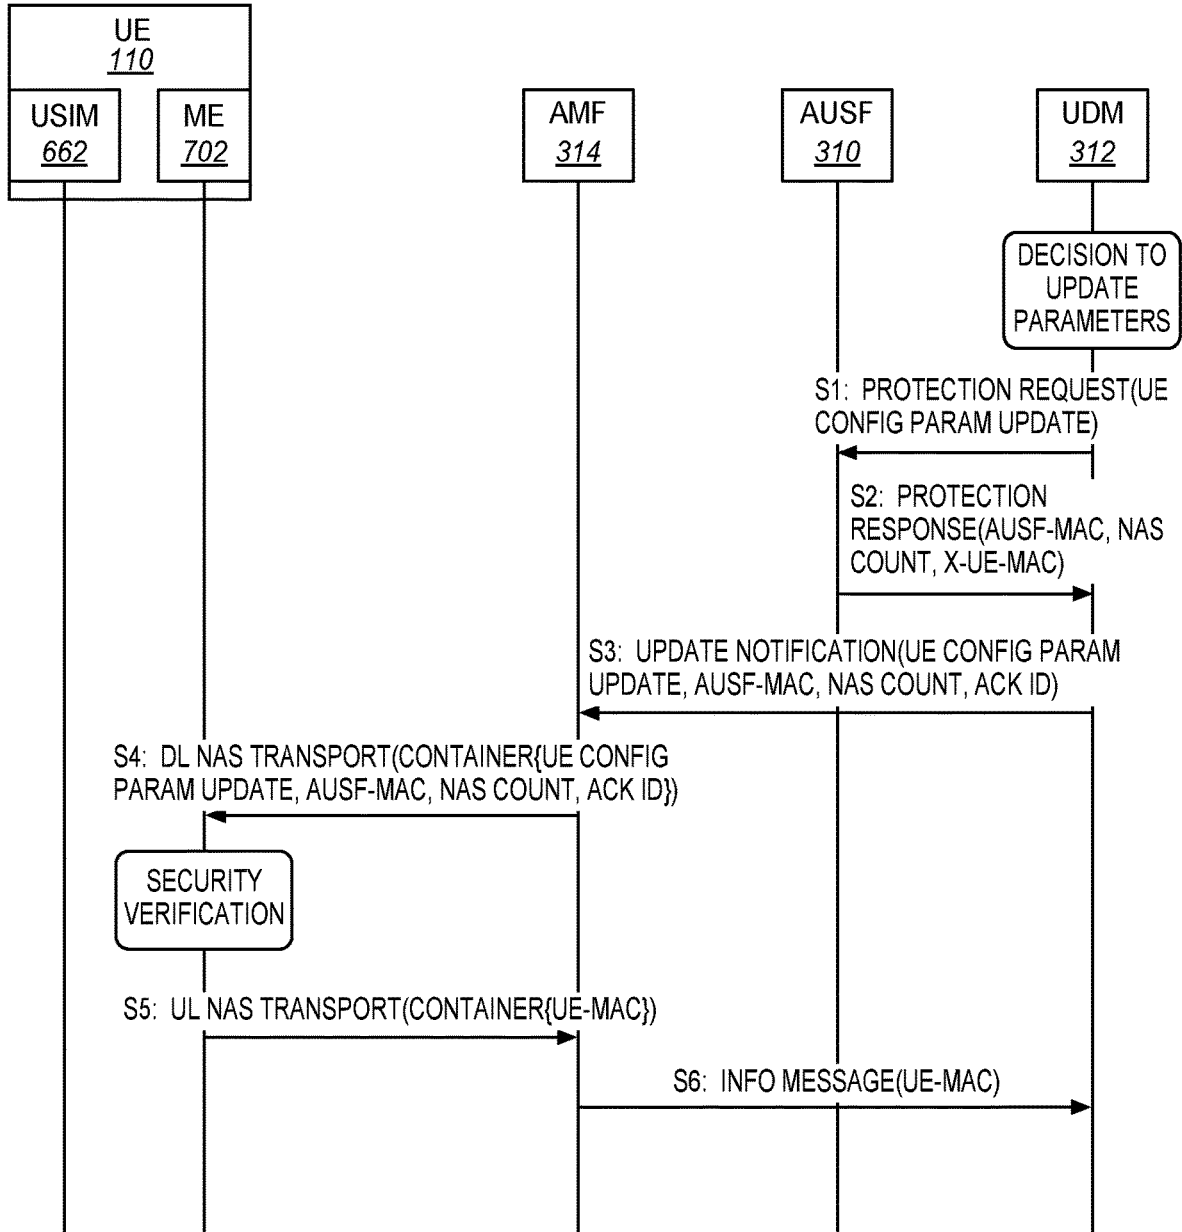 UE
110
USIM
662
ME
702
AMF
314
AUSF
310
UDM
312
DECISION TO
UPDATE
PARAMETERS
S1: PROTECTION REQUEST(UE
CONFIG PARAM UPDATE)
S2: PROTECTION
RESPONSE(AUSF-MAC, NAS
COUNT, X-UE-MAC)
S3: UPDATE NOTIFICATION(UE CONFIG PARAM
UPDATE, AUSF-MAC, NAS COUNT, ACK ID)
S4: DL NAS TRANSPORT(CONTAINER{UE CONFIG
PARAM UPDATE, AUSF-MAC, NAS COUNT, ACK ID})
SECURITY
VERIFICATION
S5: UL NAS TRANSPORT(CONTAINER{UE-MAC})
S6: INFO MESSAGE(UE-MAC)